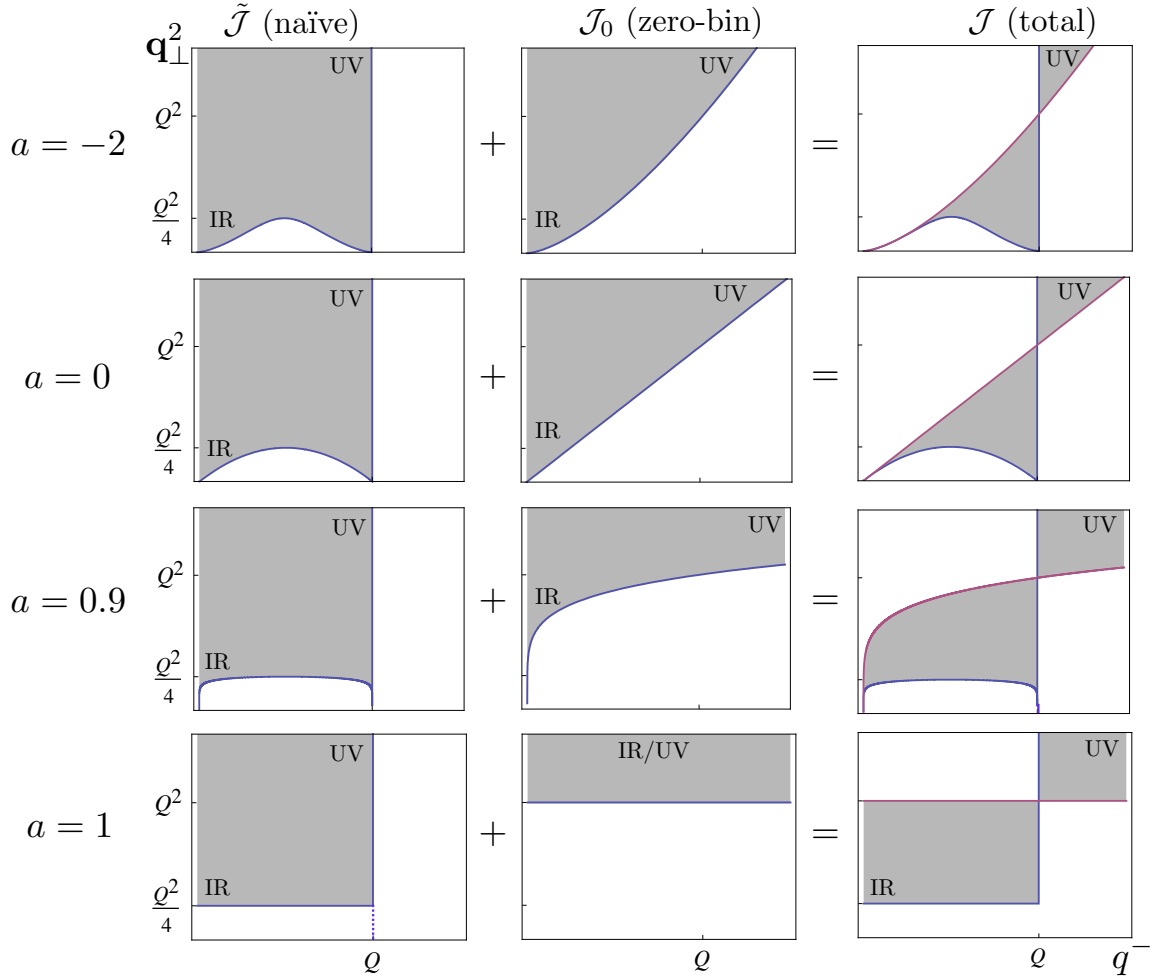 𝒥̃ (naïve) 𝒥₀ (zero-bin) 𝒥 (total)
q²⊥
a = −2 Q² Q²/4 UV IR + UV IR = UV
a = 0 Q² Q²/4 UV IR + UV IR = UV
a = 0.9 Q² Q²/4 UV IR + UV IR = UV
a = 1 Q² Q²/4 UV IR + IR/UV = UV IR
Q Q Q q⁻